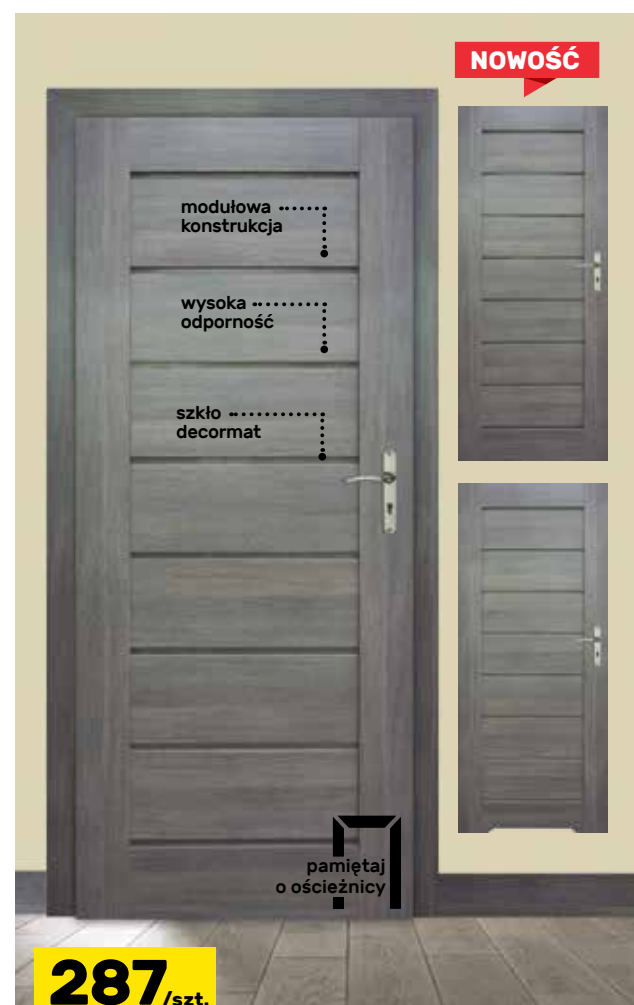 NOWOŚĆ
modułowa
konstrukcja
wysoka
odporność
szkło
decormat
pamiętaj
o ościeżnicy
287/szt.